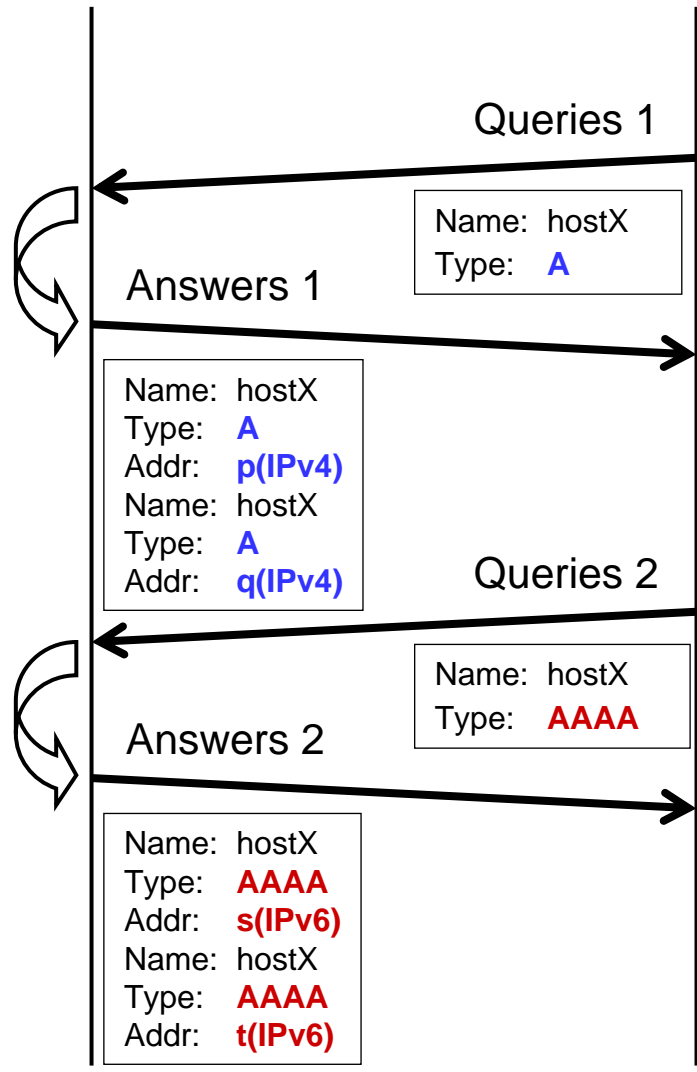 Queries 1
Name: hostX
Type: A
Answers 1
Name: hostX
Type: A
Addr: p(IPv4)
Name: hostX
Type: A
Addr: q(IPv4)
Queries 2
Name: hostX
Type: AAAA
Answers 2
Name: hostX
Type: AAAA
Addr: s(IPv6)
Name: hostX
Type: AAAA
Addr: t(IPv6)